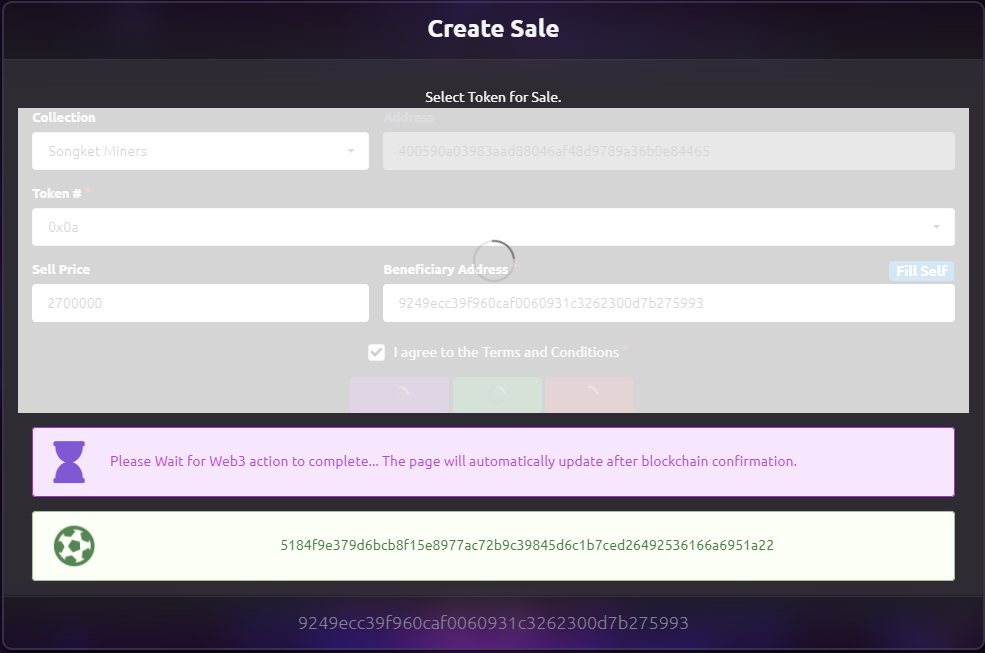 Create Sale
Select Token for Sale.
Collection
Address
Songket Miners
400590a03983aad88046af48d9789a36b0e84465
Token # *
0x0a
Sell Price
Beneficiary Address *
Fill Self
2700000
9249ecc39f960caf0060931c3262300d7b275993
I agree to the Terms and Conditions *
Please Wait for Web3 action to complete... The page will automatically update after blockchain confirmation.
5184f9e379d6bcb8f15e8977ac72b9c39845d6c1b7ced26492536166a6951a22
9249ecc39f960caf0060931c3262300d7b275993